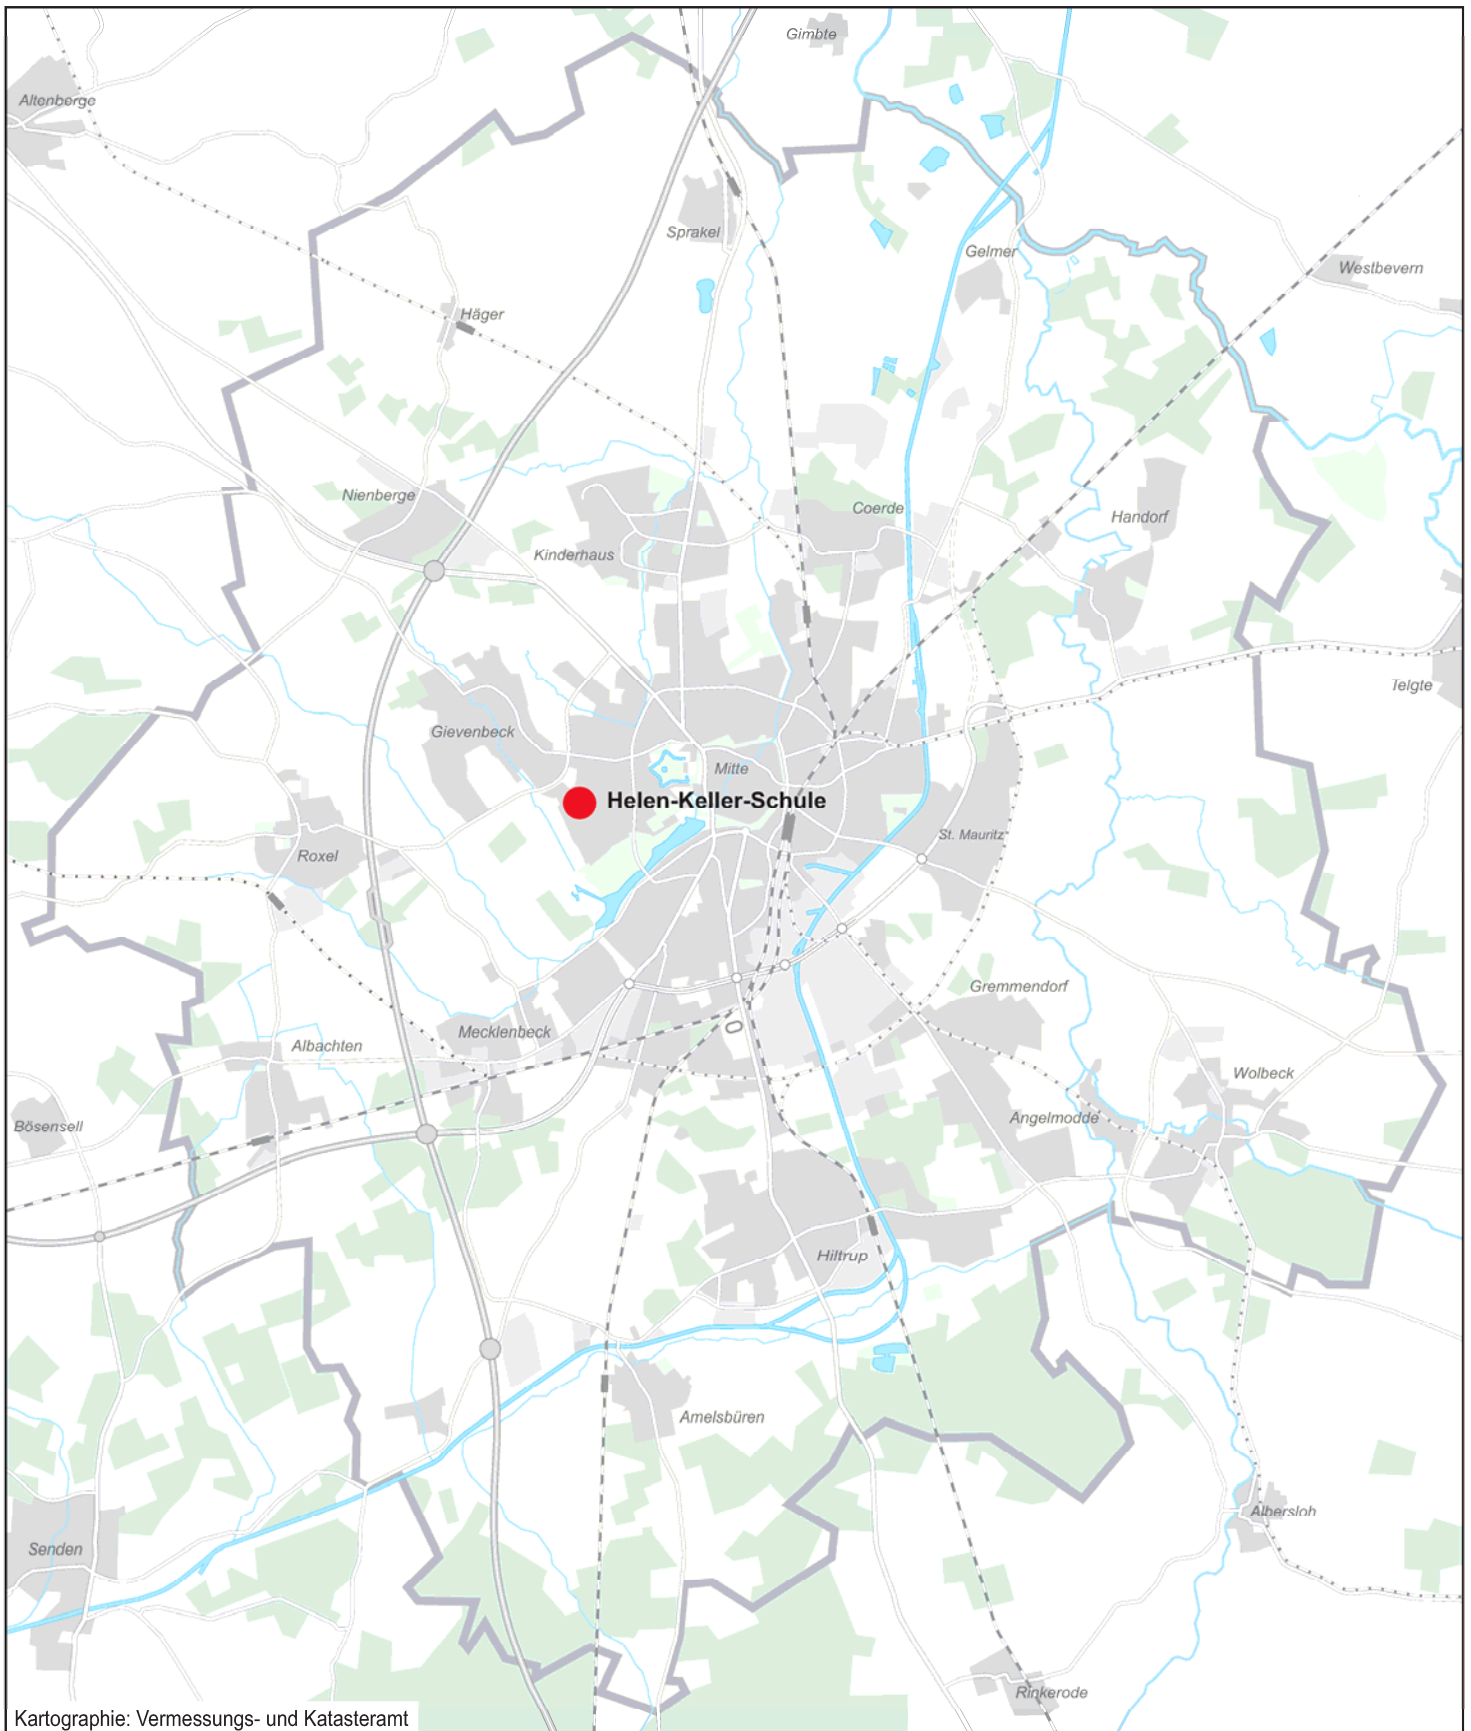 Gimbte
Altenberge
Sprakel
Gelmer
Westbevern
Häger
Nienberge
Coerde
Handorf
Kinderhaus
Telgte
Gievenbeck
Mitte
Helen-Keller-Schule
St. Mauritz
Roxel
Gremmendorf
Mecklenbeck
Albachten
Wolbeck
Bösensell
Angelmodde
Hiltrup
Amelsbüren
Albersloh
Senden
Rinkerode
Kartographie: Vermessungs- und Katasteramt